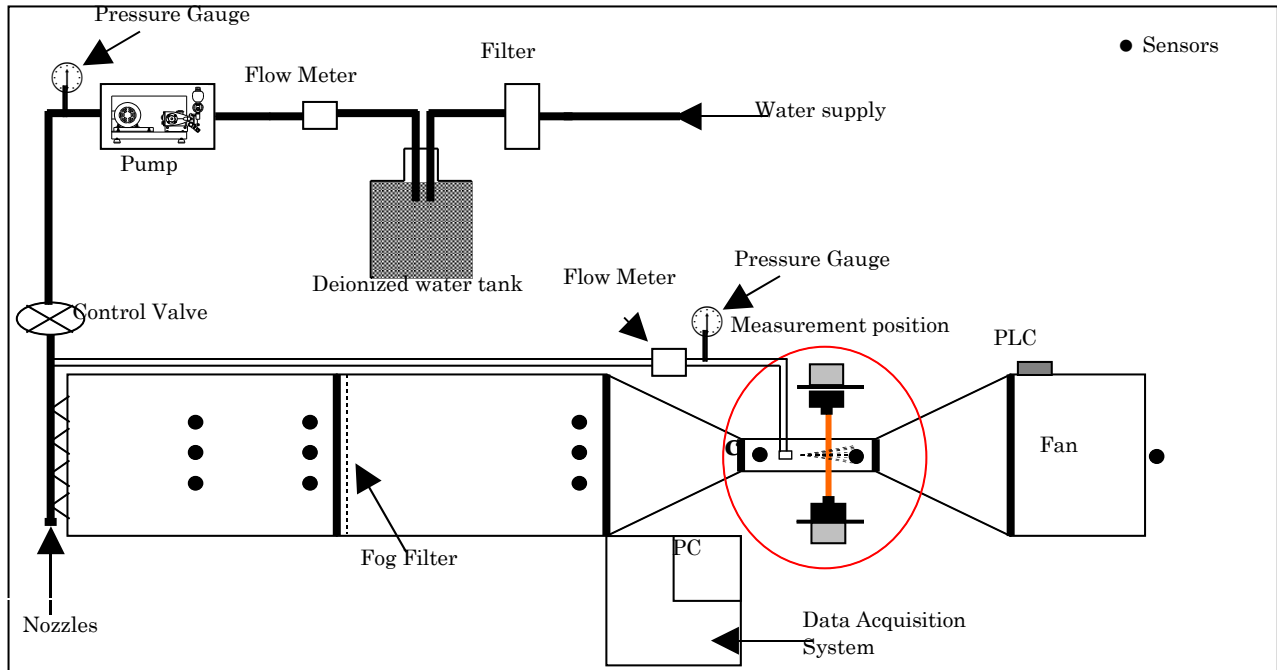 Pressure Gauge
Sensors
Filter
Flow Meter
Water supply
Pump
Deionized water tank
Pressure Gauge
Flow Meter
Control Valve
Measurement position
PLC
C
Fan
Fog Filter
PC
Nozzles
Data Acquisition
System